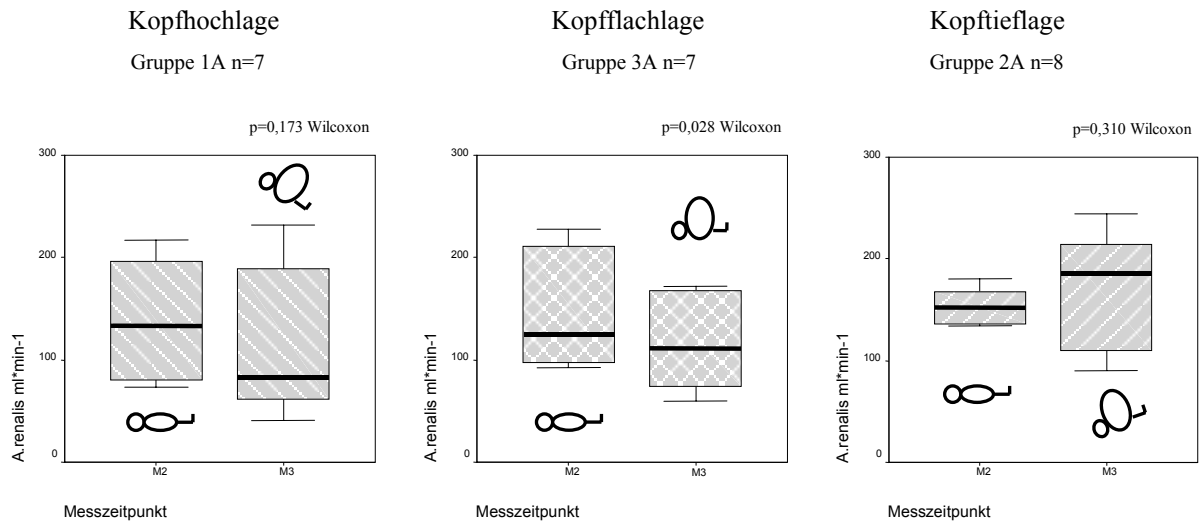 Kopfhochlage
Gruppe 1A n=7
p=0,173 Wilcoxon
300
200
100
0
A.renalis ml*min-1
M2 M3
Messzeitpunkt
Kopfflachlage
Gruppe 3A n=7
p=0,028 Wilcoxon
300
200
100
0
A.renalis ml*min-1
M2 M3
Messzeitpunkt
Kopftieflage
Gruppe 2A n=8
p=0,310 Wilcoxon
300
200
100
0
A.renalis ml*min-1
M2 M3
Messzeitpunkt